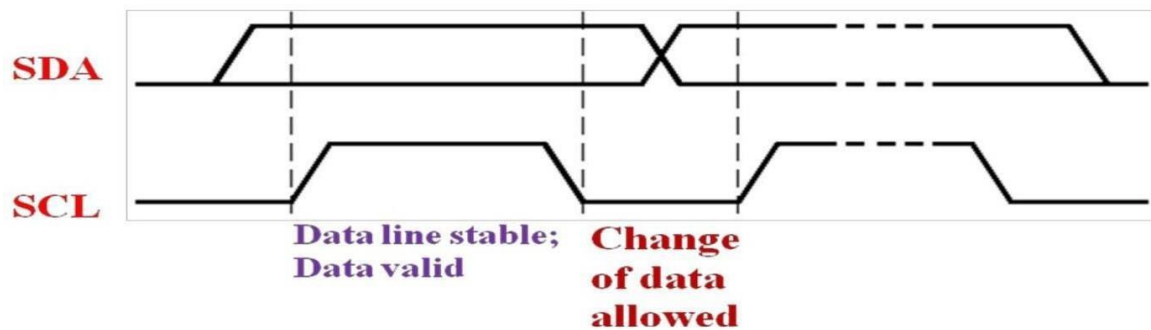 SDA
SCL
Data line stable;
Data valid
Change
of data
allowed